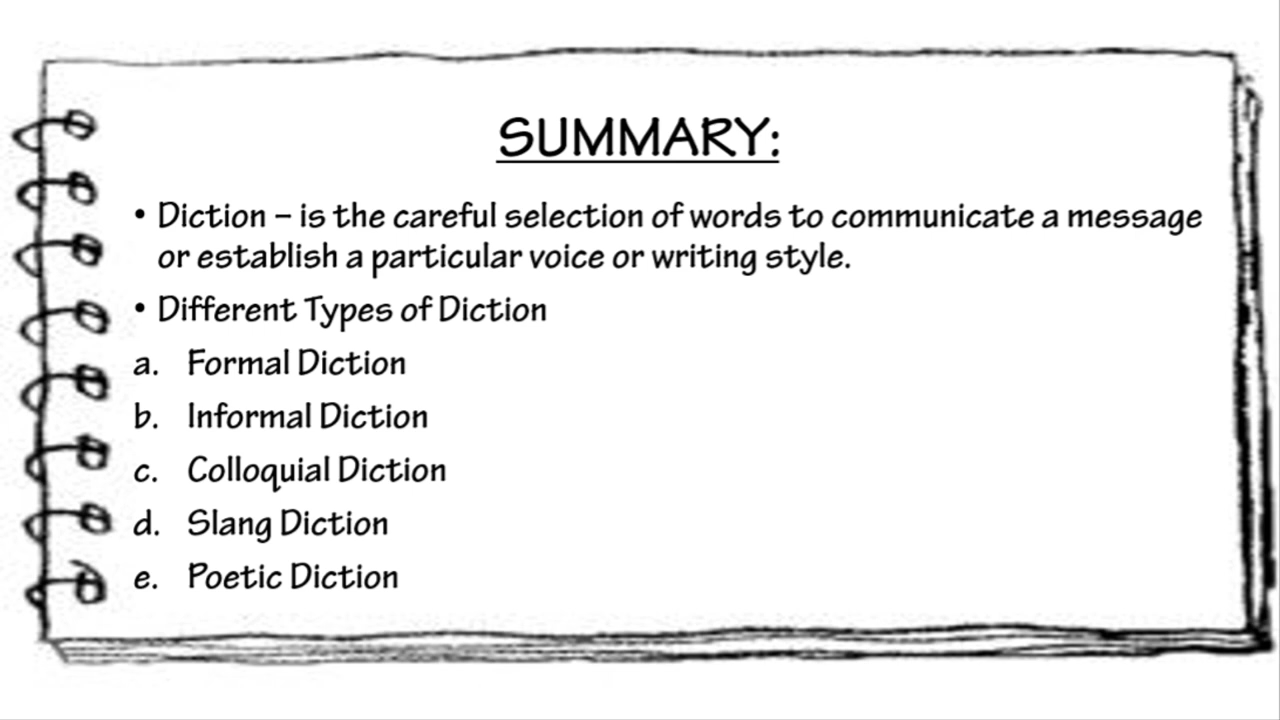 SUMMARY:
• Diction – is the careful selection of words to communicate a message
or establish a particular voice or writing style.
• Different Types of Diction
a. Formal Diction
b. Informal Diction
c. Colloquial Diction
d. Slang Diction
e. Poetic Diction